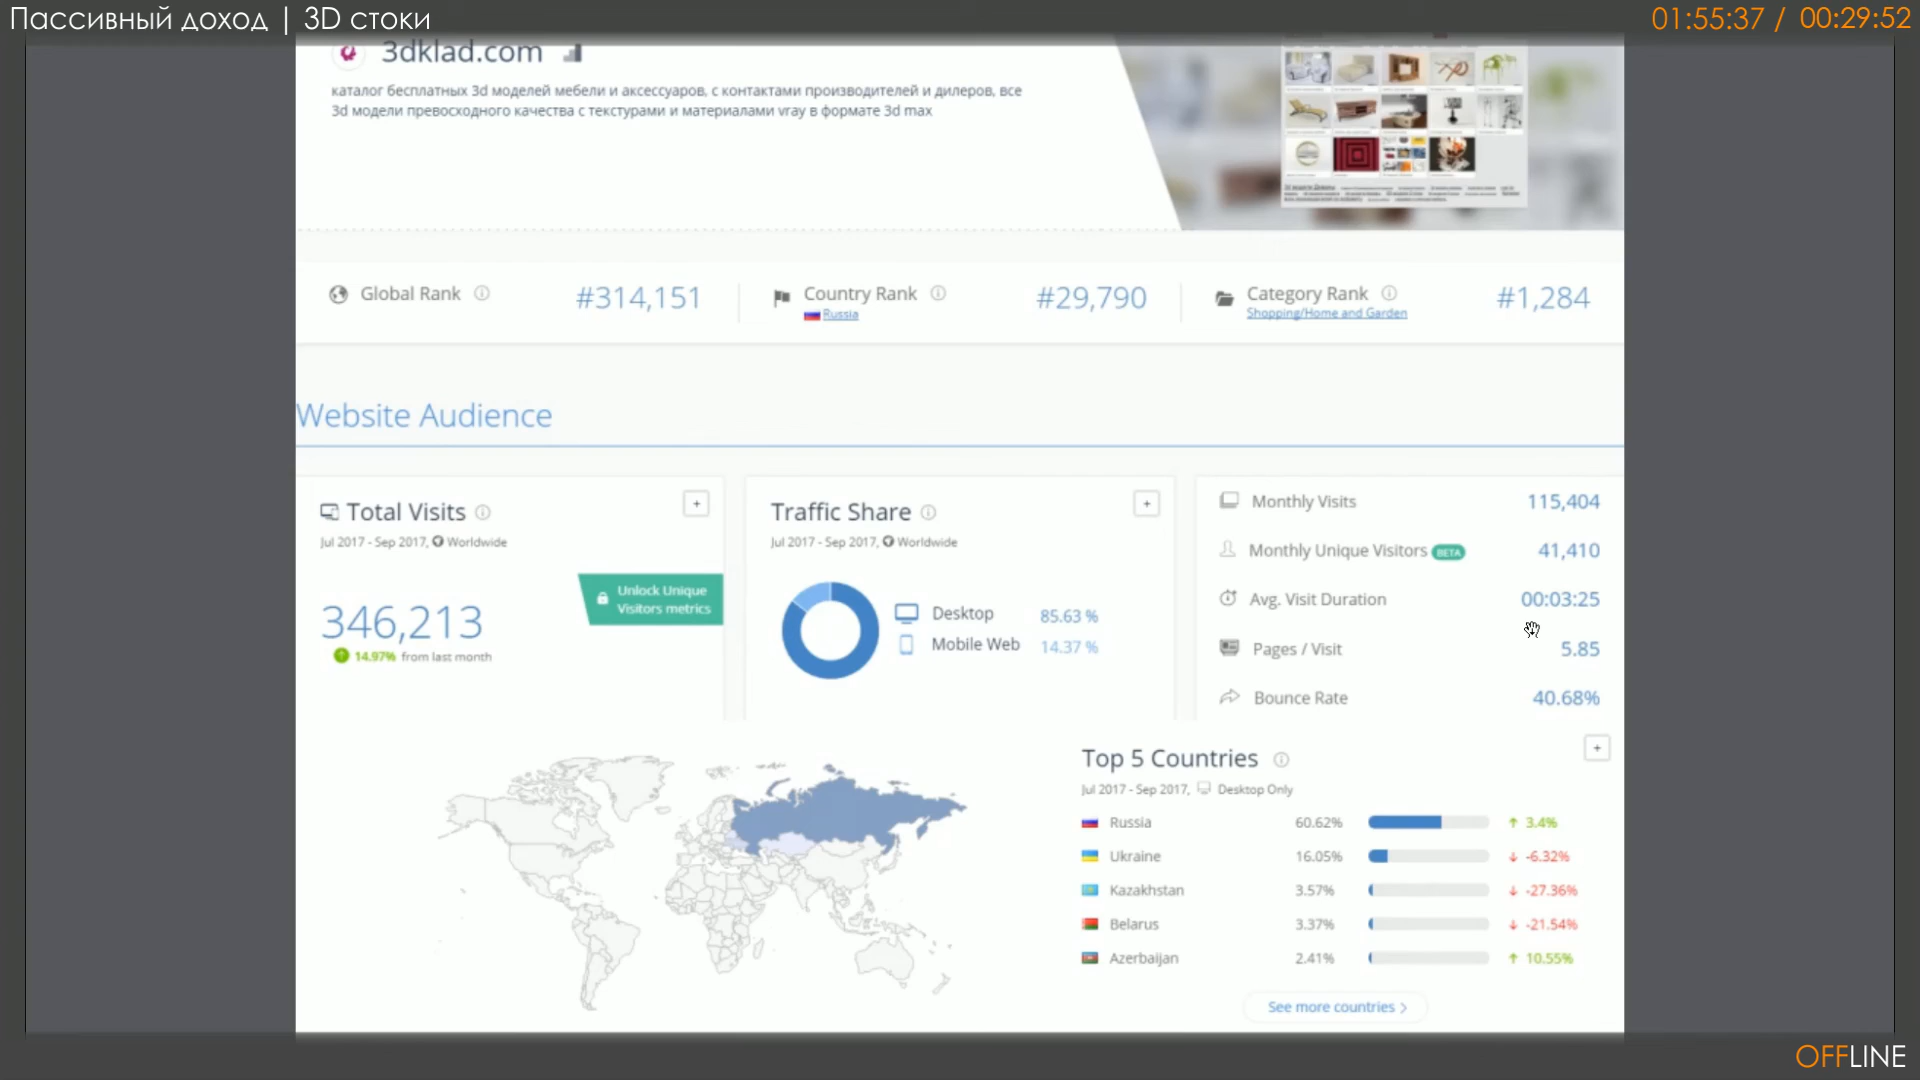 Пассивный доход | 3D стоки
01:55:37 / 00:29:52
3dklad.com
каталог бесплатных 3d моделей мебели и аксессуаров, с контактами производителей и дилеров, все
3d модели превосходного качества с текстурами и материалами vray в формате 3d max
Global Rank
#314,151
Country Rank
Russia
#29,790
Category Rank
Shopping/Home and Garden
#1,284
Website Audience
Total Visits
Jul 2017 - Sep 2017, Worldwide
Unlock Unique
Visitors metrics
346,213
14.97% from last month
Traffic Share
Jul 2017 - Sep 2017, Worldwide
Desktop 85.63 %
Mobile Web 14.37 %
Monthly Visits 115,404
Monthly Unique Visitors BETA 41,410
Avg. Visit Duration 00:03:25
Pages / Visit 5.85
Bounce Rate 40.68%
Top 5 Countries
Jul 2017 - Sep 2017, Desktop Only
Russia 60.62% 3.4%
Ukraine 16.05% -6.32%
Kazakhstan 3.57% -27.36%
Belarus 3.37% -21.54%
Azerbaijan 2.41% 10.55%
See more countries >
OFFLINE